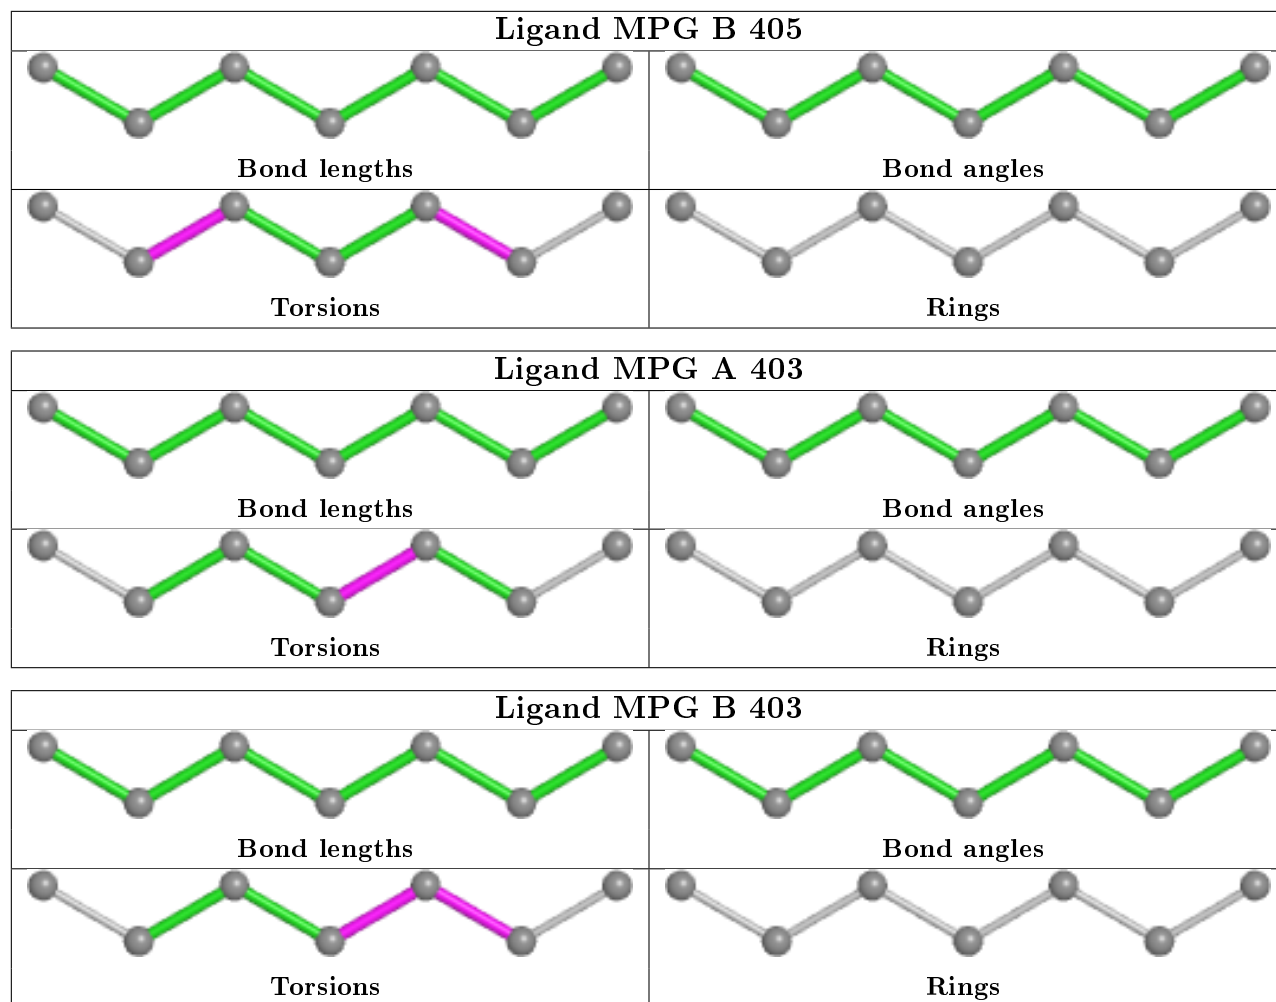 Ligand MPG B 405
Bond lengths
Bond angles
Torsions
Rings
Ligand MPG A 403
Bond lengths
Bond angles
Torsions
Rings
Ligand MPG B 403
Bond lengths
Bond angles
Torsions
Rings